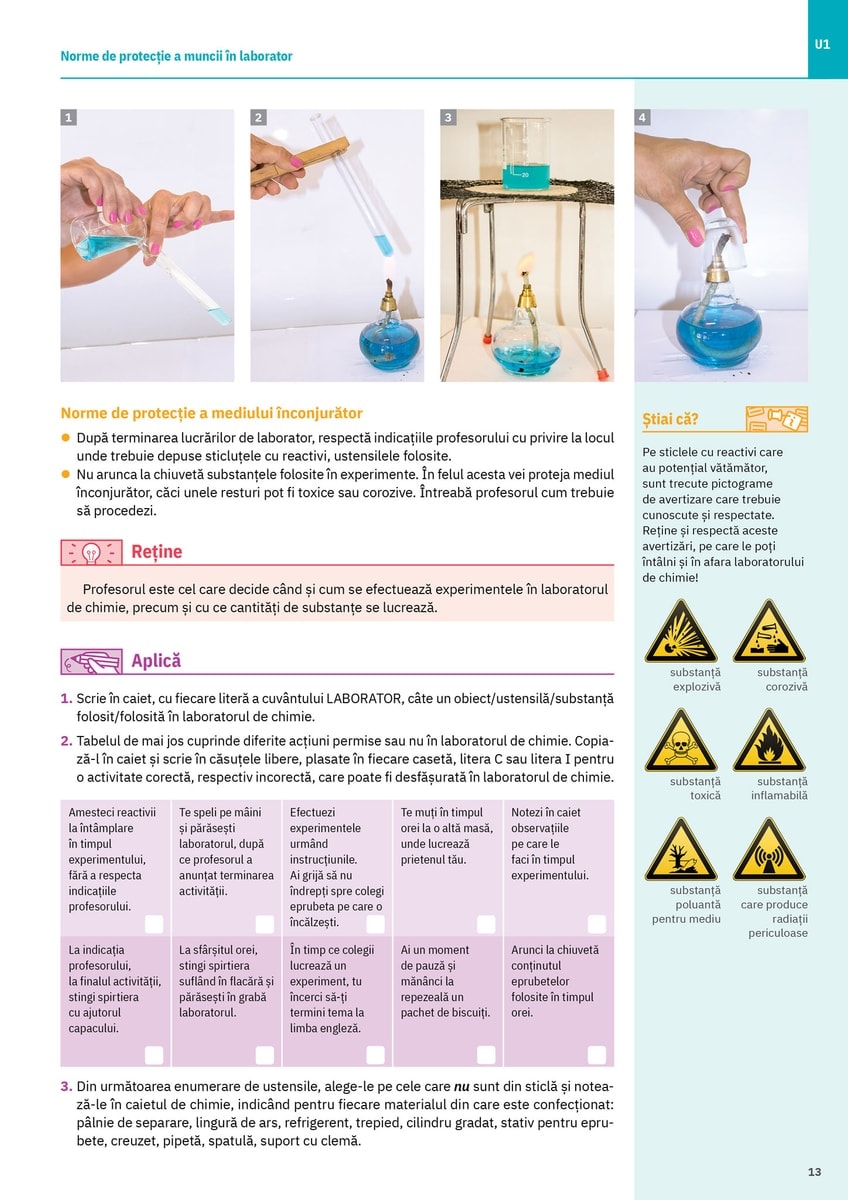 Norme de protecție a muncii în laborator
U1
1
2
3
4
20
Norme de protecție a mediului înconjurător
După terminarea lucrărilor de laborator, respectă indicațiile profesorului cu privire la locul
unde trebuie depuse sticluțele cu reactivi, ustensilele folosite.
Nu arunca la chiuvetă substanțele folosite în experimente. În felul acesta vei proteja mediul
înconjurător, căci unele resturi pot fi toxice sau corozive. Întreabă profesorul cum trebuie
să procedezi.
Reține
Profesorul este cel care decide când și cum se efectuează experimentele în laboratorul
de chimie, precum și cu ce cantități de substanțe se lucrează.
Aplică
1. Scrie în caiet, cu fiecare literă a cuvântului LABORATOR, câte un obiect/ustensilă/substanță
folosit/folosită în laboratorul de chimie.
2. Tabelul de mai jos cuprinde diferite acțiuni permise sau nu în laboratorul de chimie. Copia-
ză-l în caiet și scrie în căsuțele libere, plasate în fiecare casetă, litera C sau litera I pentru
o activitate corectă, respectiv incorectă, care poate fi desfășurată în laboratorul de chimie.
Amesteci reactivii
la întâmplare
în timpul
experimentului,
fără a respecta
indicațiile
profesorului.
Te speli pe mâini
și părăsești
laboratorul, după
ce profesorul a
anunțat terminarea
activității.
Efectuezi
experimentele
urmând
instrucțiunile.
Ai grijă să nu
îndrepți spre colegi
eprubeta pe care o
încălzești.
Te muți în timpul
orei la o altă masă,
unde lucrează
prietenul tău.
Notezi în caiet
observațiile
pe care le
faci în timpul
experimentului.
La indicația
profesorului,
la finalul activității,
stingi spirtiera
cu ajutorul
capacului.
La sfârșitul orei,
stingi spirtiera
suflând în flacără și
părăsești în grabă
laboratorul.
În timp ce colegii
lucrează un
experiment, tu
încerci să-ți
termini tema la
limba engleză.
Ai un moment
de pauză și
mănânci la
repezeală un
pachet de biscuiți.
Arunci la chiuvetă
conținutul
eprubetelor
folosite în timpul
orei.
3. Din următoarea enumerare de ustensile, alege-le pe cele care nu sunt din sticlă și notea-
ză-le în caietul de chimie, indicând pentru fiecare materialul din care este confecționat:
pâlnie de separare, lingură de ars, refrigerent, trepied, cilindru gradat, stativ pentru epru-
bete, creuzet, pipetă, spatulă, suport cu clemă.
Știai că?
Pe sticlele cu reactivi care
au potențial vătămător,
sunt trecute pictograme
de avertizare care trebuie
cunoscute și respectate.
Reține și respectă aceste
avertizări, pe care le poți
întâlni și în afara laboratorului
de chimie!
substanță
explozivă
substanță
corozivă
substanță
toxică
substanță
inflamabilă
substanță
poluantă
pentru mediu
substanță
care produce
radiații
periculoase
13